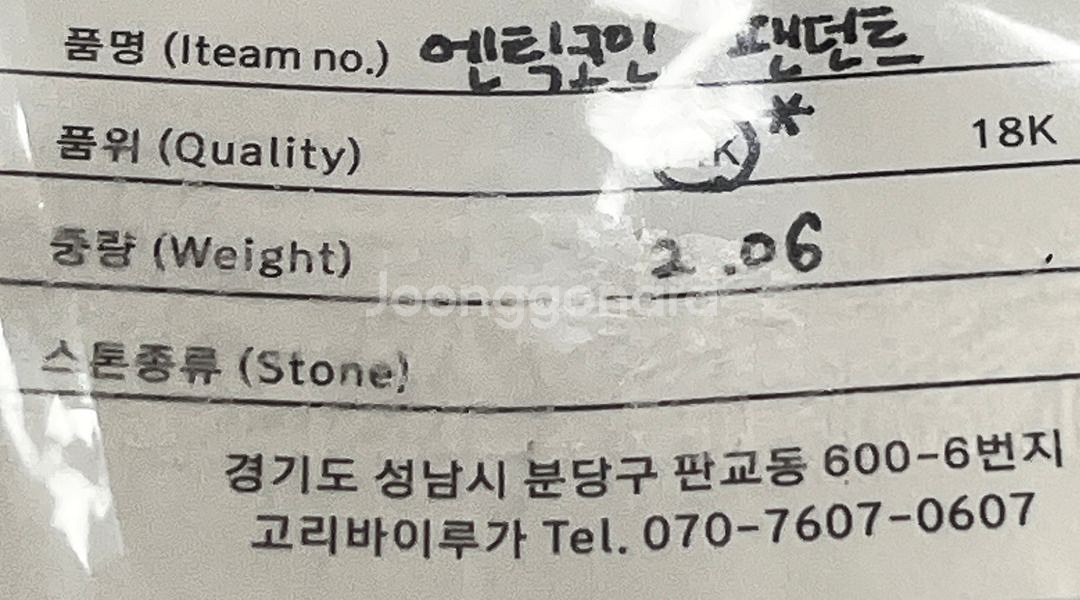 품명 (Iteam no.) 엔틱코인 팬던트
품위 (Quality) K * 18K
중량 (Weight) 2.06
Joonggonara
스톤종류 (Stone)
경기도 성남시 분당구 판교동 600-6번지
고리바이루가 Tel. 070-7607-0607